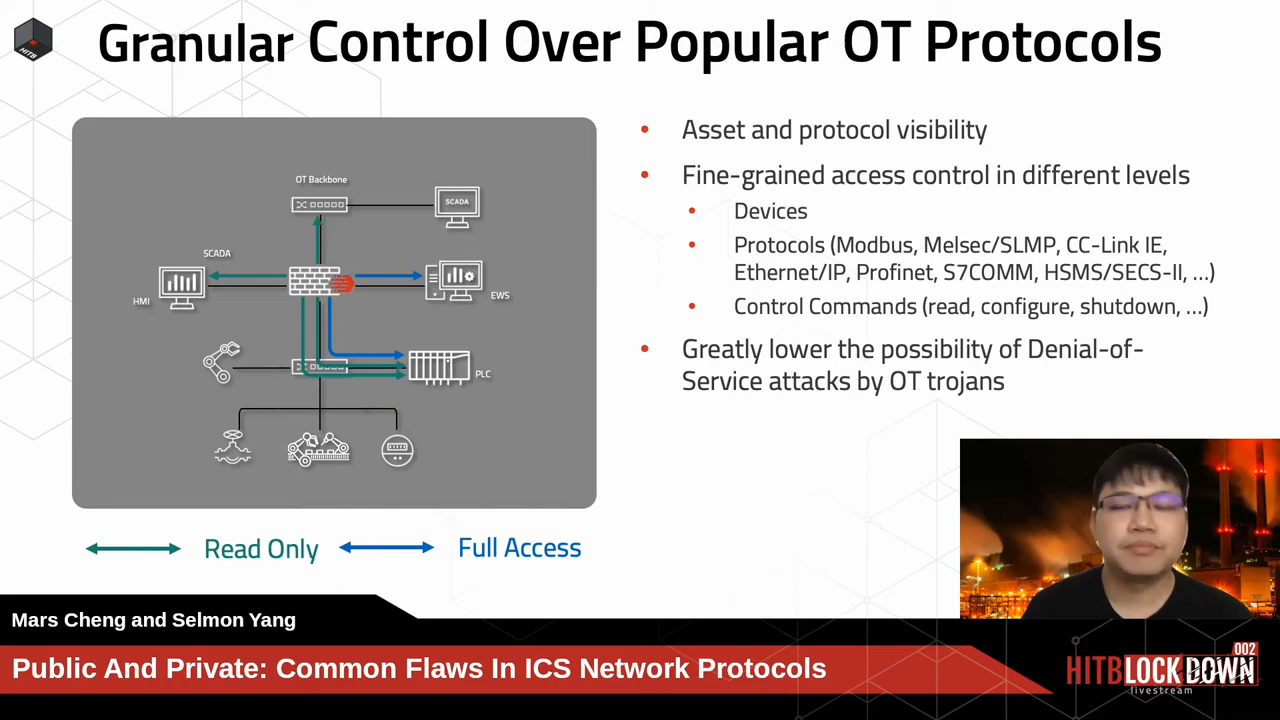 HITB
Granular Control Over Popular OT Protocols
OT Backbone
SCADA
SCADA
HMI
EWS
PLC
Read Only
Full Access
• Asset and protocol visibility
• Fine-grained access control in different levels
• Devices
• Protocols (Modbus, Melsec/SLMP, CC-Link IE,
Ethernet/IP, Profinet, S7COMM, HSMS/SECS-II, ...)
• Control Commands (read, configure, shutdown, ...)
• Greatly lower the possibility of Denial-of-
Service attacks by OT trojans
Mars Cheng and Selmon Yang
Public And Private: Common Flaws In ICS Network Protocols
002
HITBLOCKDOWN
livestream